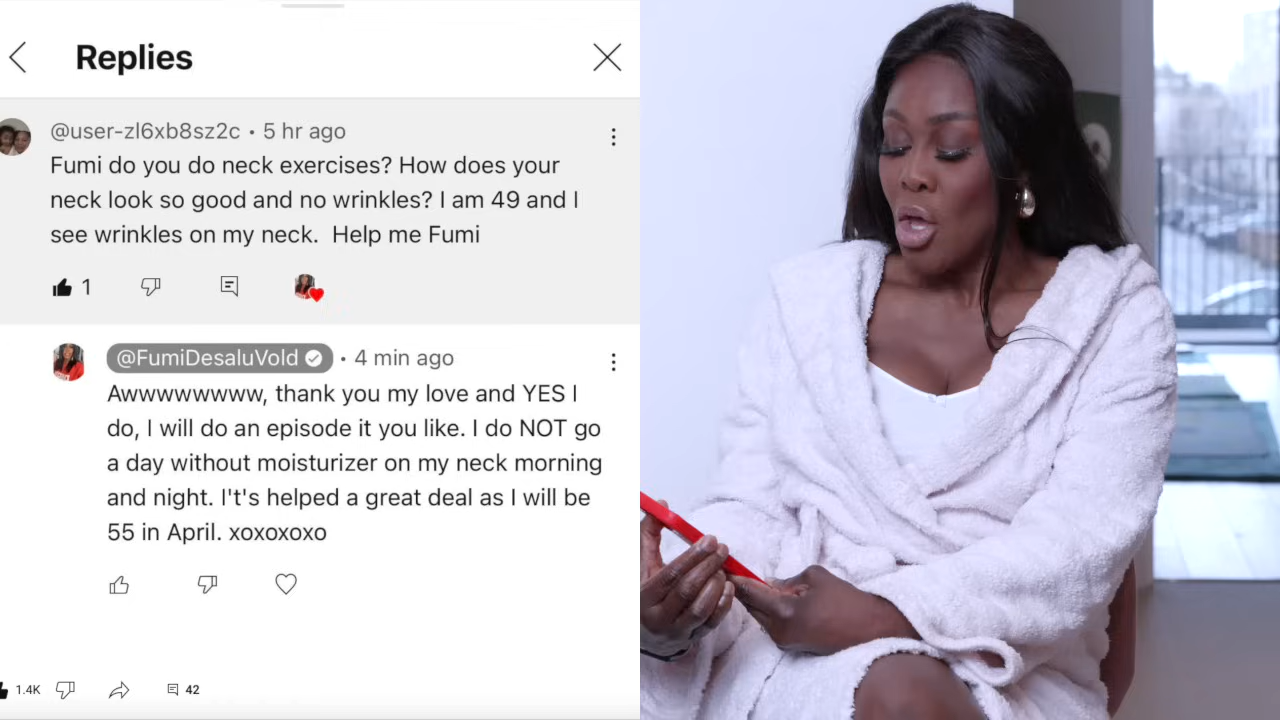 Replies
@user-zl6xb8sz2c • 5 hr ago
Fumi do you do neck exercises? How does your
neck look so good and no wrinkles? I am 49 and I
see wrinkles on my neck.  Help me Fumi
1
@FumiDesaluVold • 4 min ago
Awwwwwwww, thank you my love and YES I
do, I will do an episode it you like. I do NOT go
a day without moisturizer on my neck morning
and night. I't's helped a great deal as I will be
55 in April. xoxoxoxo
1.4K 42